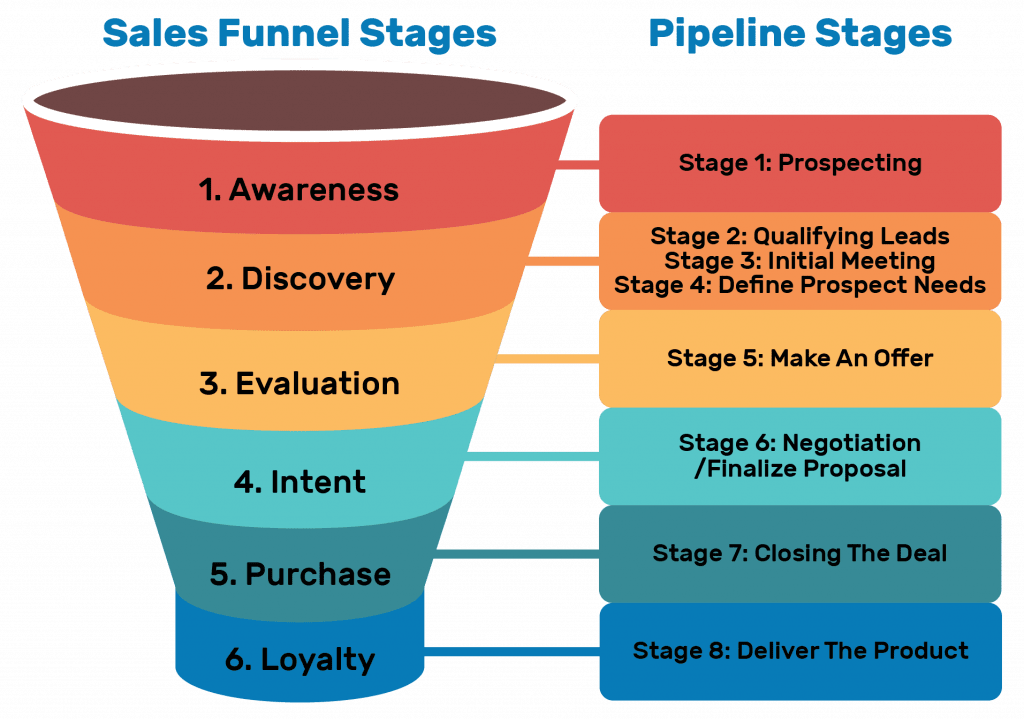 Sales Funnel Stages
Pipeline Stages
1. Awareness
Stage 1: Prospecting
2. Discovery
Stage 2: Qualifying Leads
Stage 3: Initial Meeting
Stage 4: Define Prospect Needs
3. Evaluation
Stage 5: Make An Offer
4. Intent
Stage 6: Negotiation
/Finalize Proposal
5. Purchase
Stage 7: Closing The Deal
6. Loyalty
Stage 8: Deliver The Product